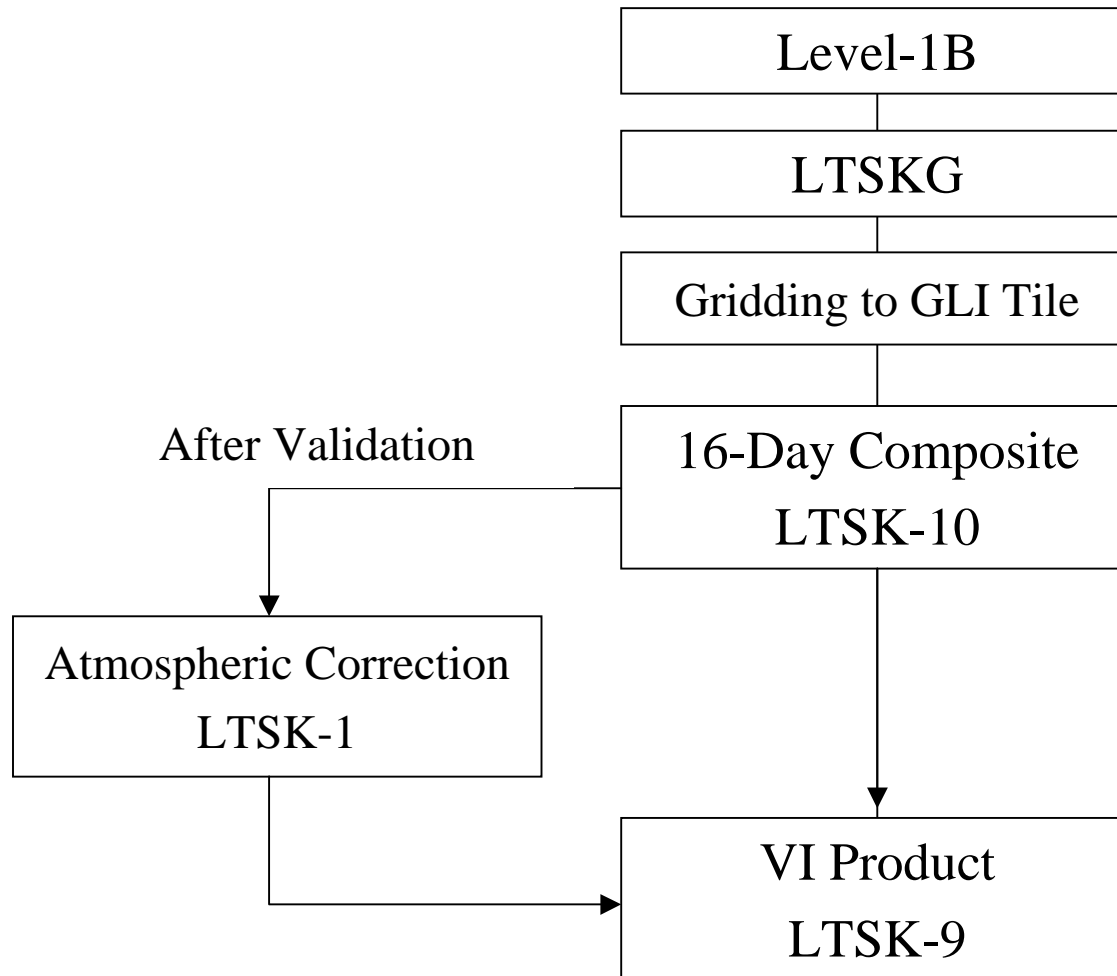 Level-1B
LTSKG
Gridding to GLI Tile
After Validation
16-Day Composite
LTSK-10
Atmospheric Correction
LTSK-1
VI Product
LTSK-9